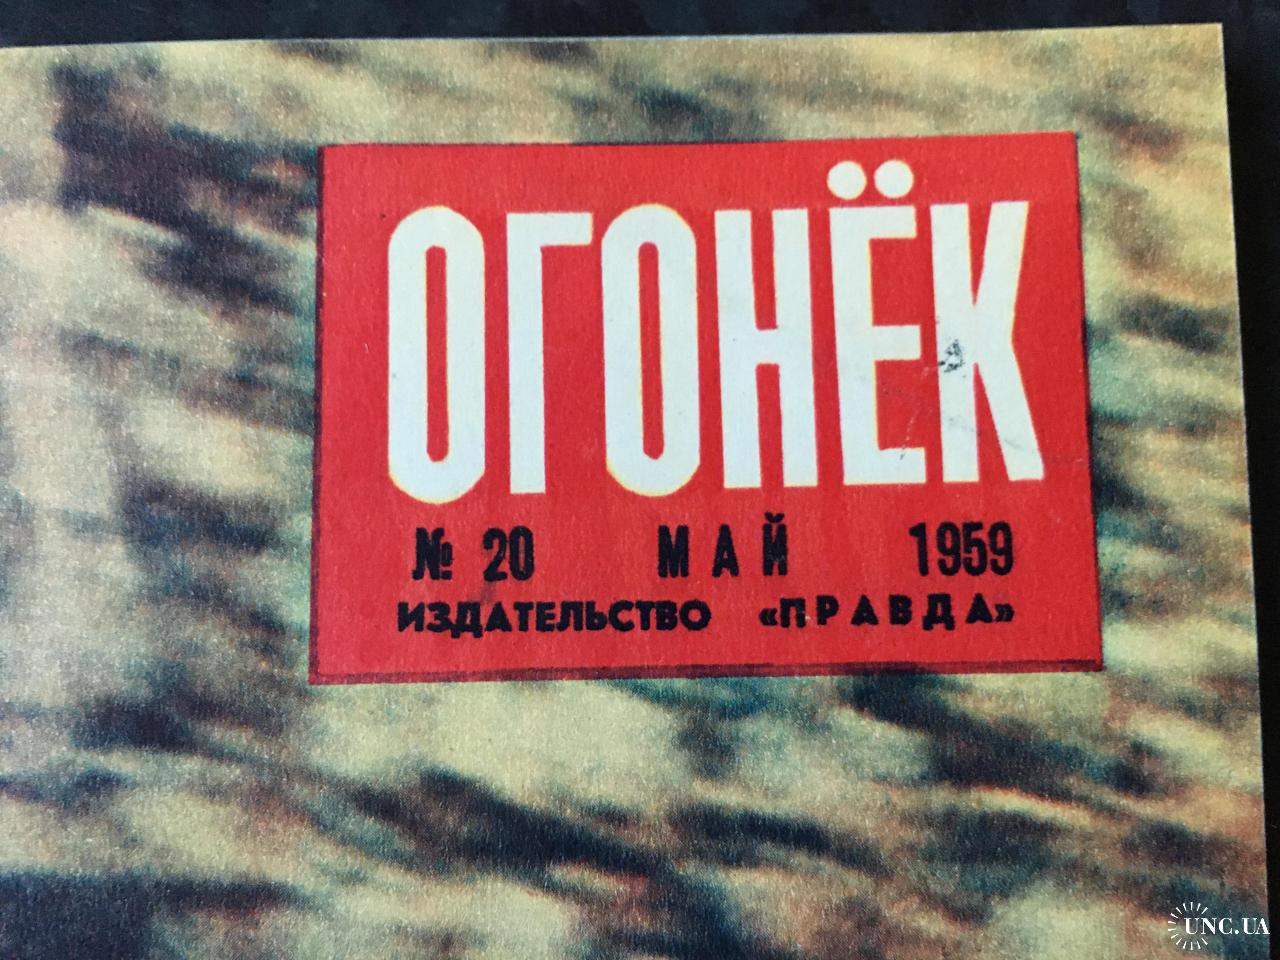 ОГОНЁК
№ 20 МАЙ 1959
ИЗДАТЕЛЬСТВО «ПРАВДА»
UNC.UA